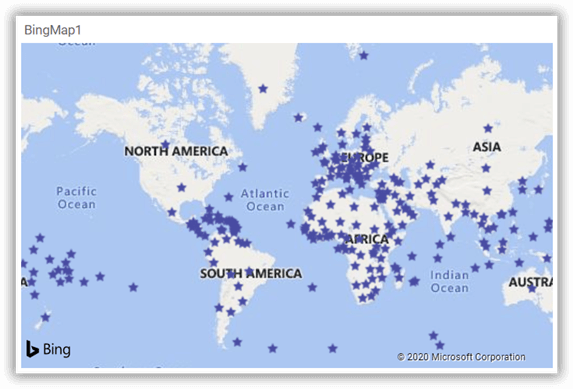 BingMap1
Ocean
NORTH AMERICA
EUROPE
ASIA
Pacific
Ocean
Atlantic
Ocean
AFRICA
SOUTH AMERICA
Indian
Ocean
A
AUSTRA
Bing
© 2020 Microsoft Corporation